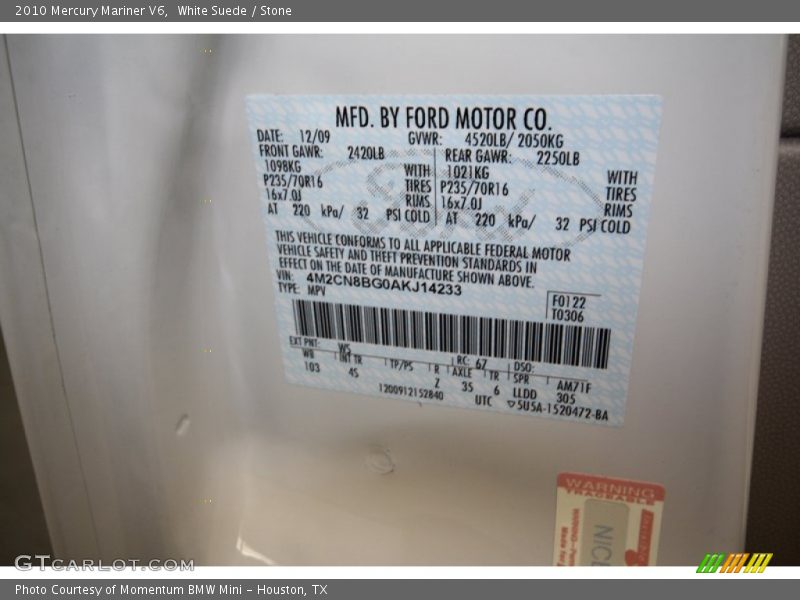 2010 Mercury Mariner V6, White Suede / Stone
MFD. BY FORD MOTOR CO.
DATE: 12/09 GVWR: 4520LB/ 2050KG
FRONT GAWR: 2420LB REAR GAWR: 2250LB
1098KG WITH 1021KG WITH
P235/70R16 TIRES P235/70R16 TIRES
16x7.0J RIMS 16x7.0J RIMS
AT 220 kPa/ 32 PSI COLD AT 220 kPa/ 32 PSI COLD
THIS VEHICLE CONFORMS TO ALL APPLICABLE FEDERAL MOTOR
VEHICLE SAFETY AND THEFT PREVENTION STANDARDS IN
EFFECT ON THE DATE OF MANUFACTURE SHOWN ABOVE.
VIN: 4M2CN8BG0AKJ14233
TYPE: MPV
F0122
T0306
EXT PNT: WS RC: 67 DSO:
WB INT TR TP/PS R AXLE TR SPR AM71F
103 45 Z 35 6 LLDD 305
1200912152840 UTC 5U5A-1520472-BA
WARNING
TRACEABLE
GTcarlot.com
Photo Courtesy of Momentum BMW Mini - Houston, TX